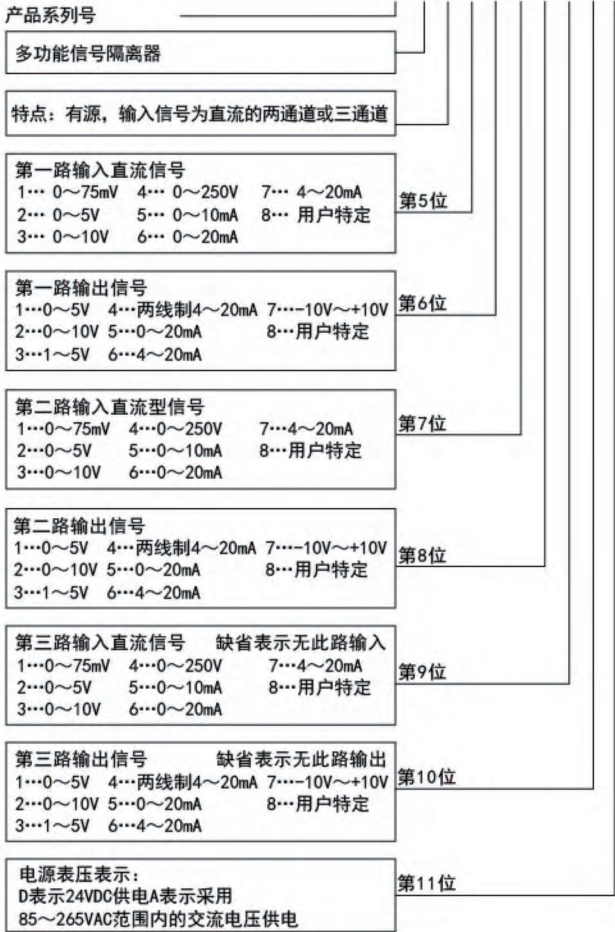 产品系列号
多功能信号隔离器
特点：有源，输入信号为直流的两通道或三通道
第一路输入直流信号
1… 0～75mV 4… 0～250V 7… 4～20mA
2… 0～5V 5… 0～10mA 8… 用户特定
3… 0～10V 6… 0～20mA
第5位
第一路输出信号
1…0～5V 4…两线制4～20mA 7…-10V～+10V
2…0～10V 5…0～20mA 8…用户特定
3…1～5V 6…4～20mA
第6位
第二路输入直流型信号
1…0～75mV 4…0～250V 7…4～20mA
2…0～5V 5…0～10mA 8…用户特定
3…0～10V 6…0～20mA
第7位
第二路输出信号
1…0～5V 4…两线制4～20mA 7…-10V～+10V
2…0～10V 5…0～20mA 8…用户特定
3…1～5V 6…4～20mA
第8位
第三路输入直流信号 缺省表示无此路输入
1…0～75mV 4…0～250V 7…4～20mA
2…0～5V 5…0～10mA 8…用户特定
3…0～10V 6…0～20mA
第9位
第三路输出信号 缺省表示无此路输出
1…0～5V 4…两线制4～20mA 7…-10V～+10V
2…0～10V 5…0～20mA 8…用户特定
3…1～5V 6…4～20mA
第10位
电源表压表示：
D表示24VDC供电A表示采用
85～265VAC范围内的交流电压供电
第11位